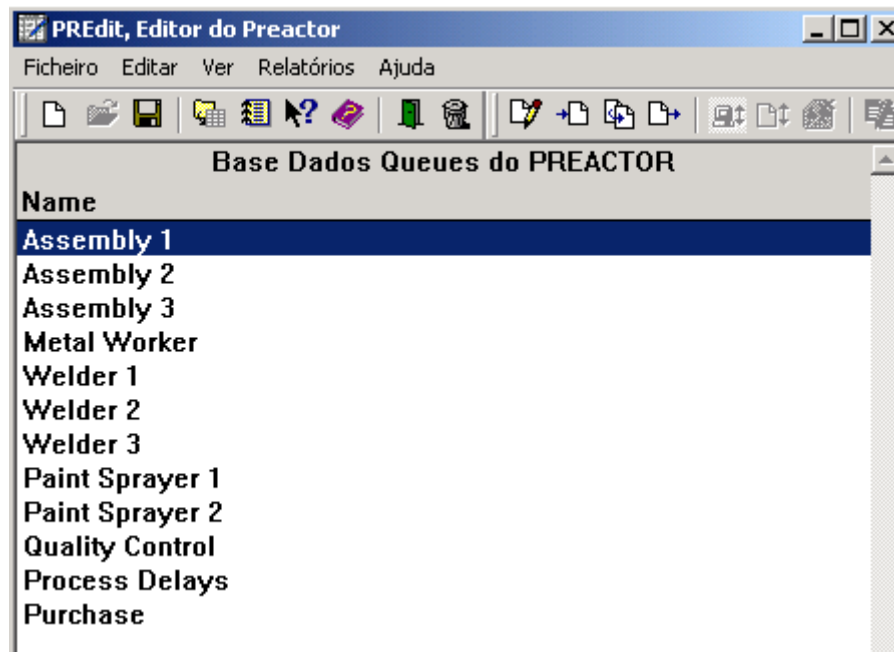 PREdit, Editor do Preactor
Ficheiro Editar Ver Relatórios Ajuda
Base Dados Queues do PREACTOR
Name
Assembly 1
Assembly 2
Assembly 3
Metal Worker
Welder 1
Welder 2
Welder 3
Paint Sprayer 1
Paint Sprayer 2
Quality Control
Process Delays
Purchase